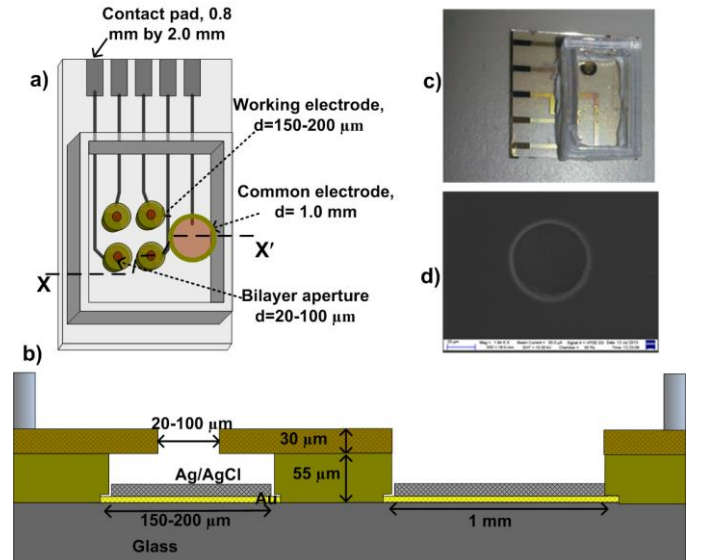 Contact pad, 0.8
mm by 2.0 mm
a)
Working electrode,
d=150-200 µm
Common electrode,
d= 1.0 mm
X'
X
Bilayer aperture
d=20-100 µm
c)
d)
b)
20-100 µm
30 µm
Ag/AgCl
55 µm
Au
150-200 µm
1 mm
Glass